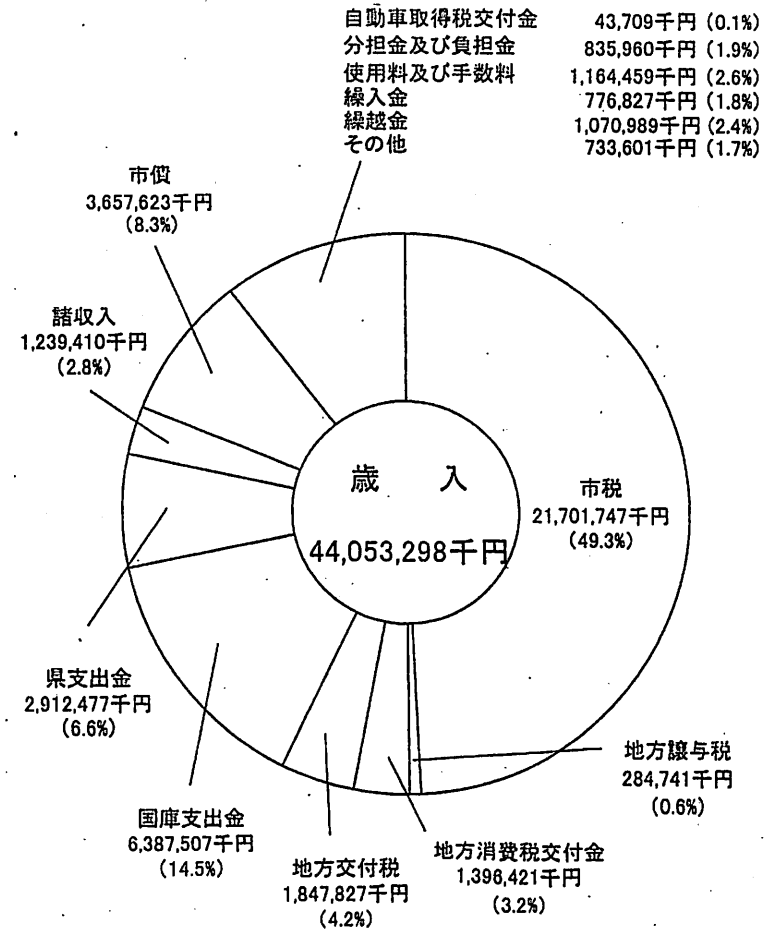 自動車取得税交付金 43,709千円 (0.1%)
分担金及び負担金 835,960千円 (1.9%)
使用料及び手数料 1,164,459千円 (2.6%)
繰入金 776,827千円 (1.8%)
繰越金 1,070,989千円 (2.4%)
その他 733,601千円 (1.7%)
市債
3,657,623千円
(8.3%)
諸収入
1,239,410千円
(2.8%)
歳 入
44,053,298千円
市税
21,701,747千円
(49.3%)
県支出金
2,912,477千円
(6.6%)
国庫支出金
6,387,507千円
(14.5%)
地方交付税
1,847,827千円
(4.2%)
地方消費税交付金
1,396,421千円
(3.2%)
地方譲与税
284,741千円
(0.6%)